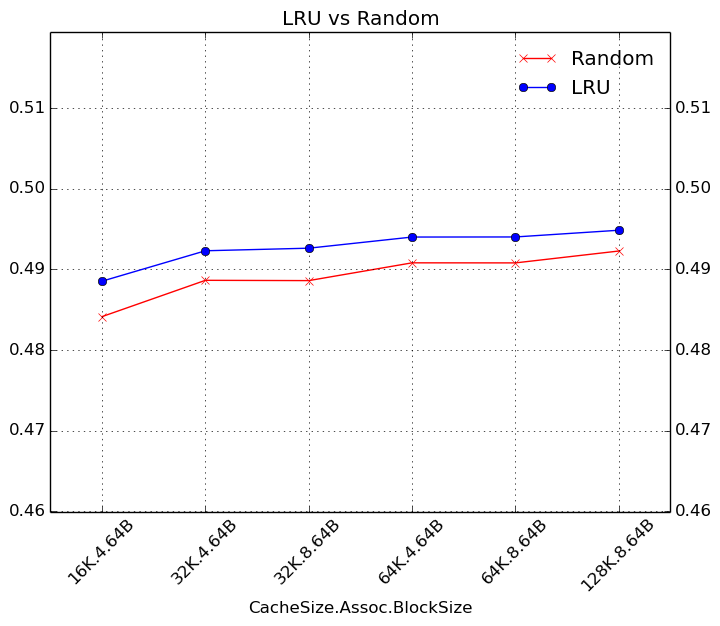 LRU vs Random
Random
LRU
0.51 0.51
0.50 0.50
0.49 0.49
0.48 0.48
0.47 0.47
0.46 0.46
16K.4.64B 32K.4.64B 32K.8.64B 64K.4.64B 64K.8.64B 128K.8.64B
CacheSize.Assoc.BlockSize